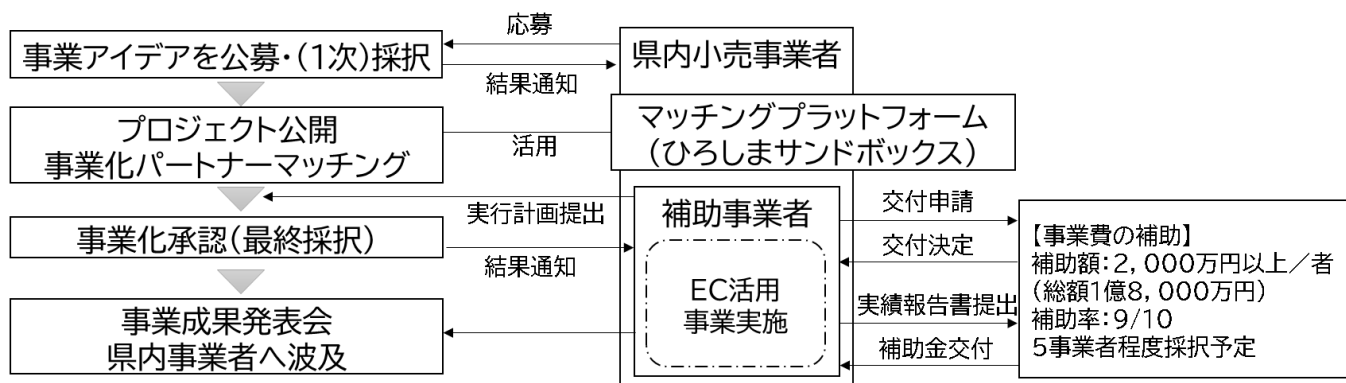 応募
事業アイデアを公募・(1次)採択
県内小売事業者
結果通知
プロジェクト公開
事業化パートナーマッチング
活用
マッチングプラットフォーム
(ひろしまサンドボックス)
実行計画提出
補助事業者
交付申請
事業化承認(最終採択)
結果通知
交付決定
EC活用
事業実施
【事業費の補助】
補助額:2,000万円以上/者
(総額1億8,000万円)
補助率:9/10
5事業者程度採択予定
実績報告書提出
事業成果発表会
県内事業者へ波及
補助金交付